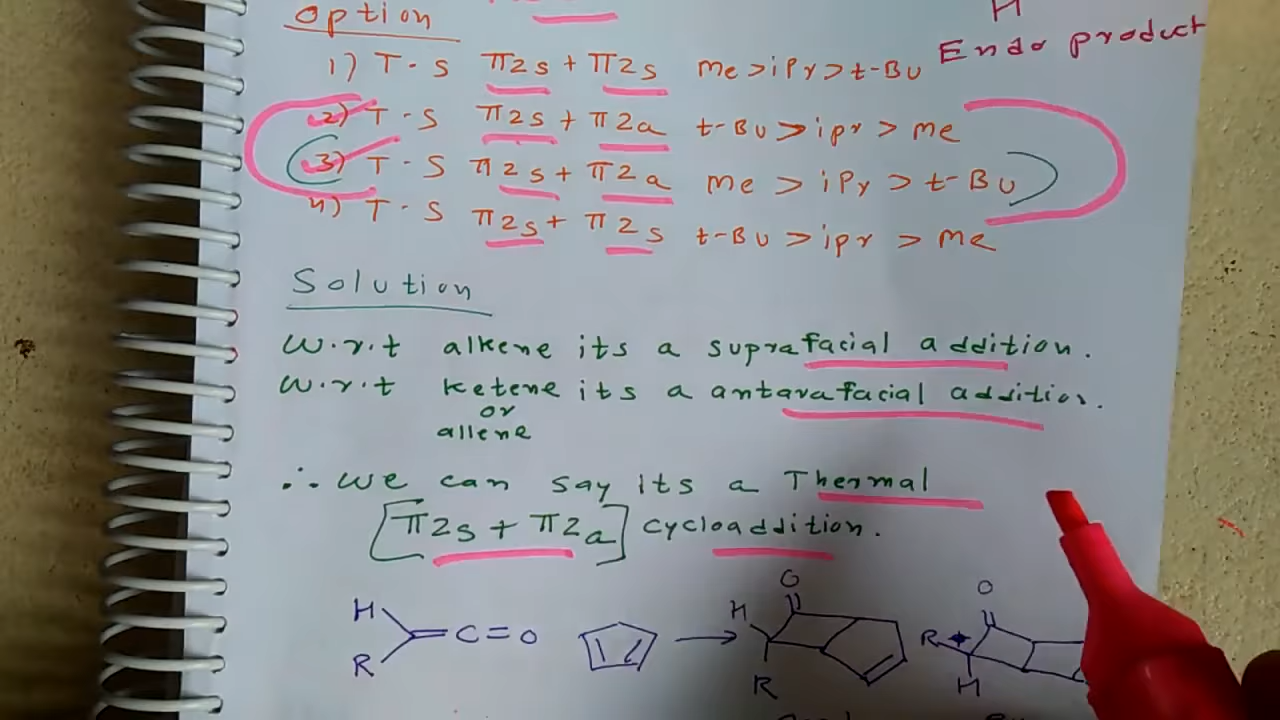 Option
H
Endo product
1) T.S π2s + π2s Me > iPr > t-Bu
2) T.S π2s + π2a t-Bu > ipr > me
3) T.S π2s + π2a me > iPr > t-Bu
4) T.S π2s + π2s t-Bu > ipr > me
Solution
W.r.t alkene its a suprafacial addition.
W.r.t ketene its a antarafacial addition.
or
allene
∴ we can say its a Thermal
[π2s + π2a] cycloaddition.
O O
H H R
C=O
R R H